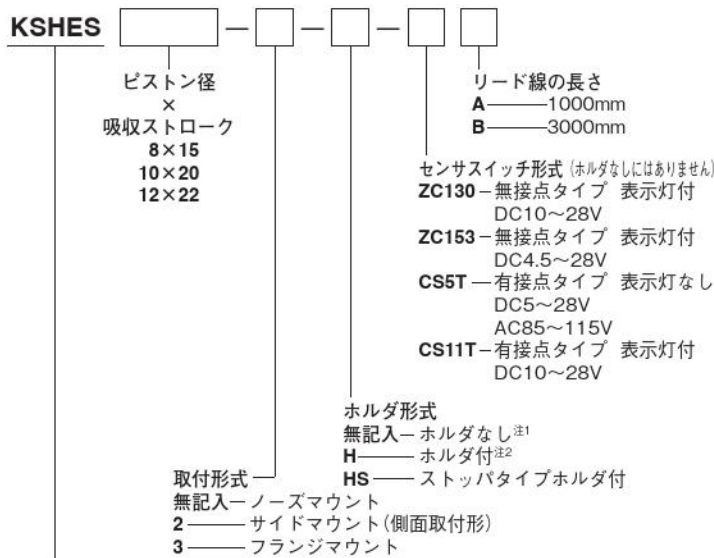 KSHES － － － 
ピストン径
×
吸収ストローク
8×15
10×20
12×22
リード線の長さ
A 1000mm
B 3000mm
センサスイッチ形式(ホルダなしにはありません)
ZC130－無接点タイプ 表示灯付
DC10～28V
ZC153－無接点タイプ 表示灯付
DC4.5～28V
CS5T－有接点タイプ 表示灯なし
DC5～28V
AC85～115V
CS11T－有接点タイプ 表示灯付
DC10～28V
ホルダ形式
無記入－ホルダなし注1
H ホルダ付注2
HS ストッパタイプホルダ付
取付形式
無記入－ノーズマウント
2 サイドマウント(側面取付形)
3 フランジマウント